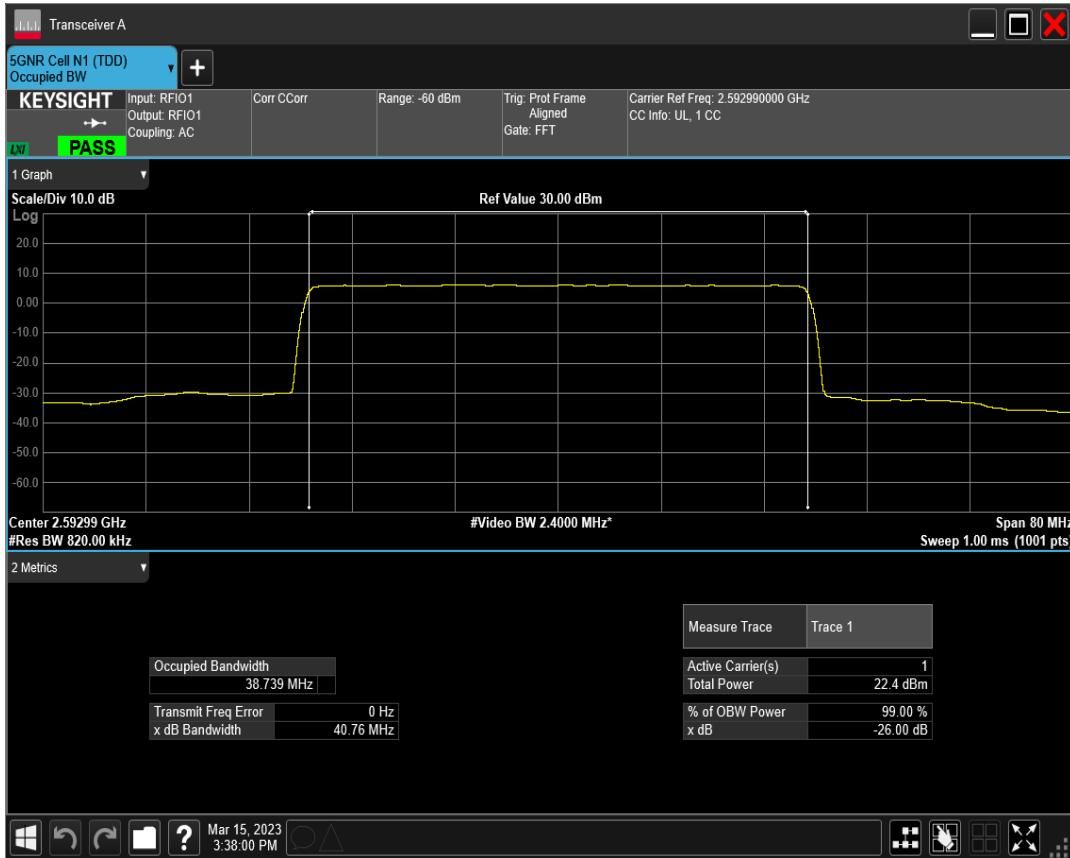 Transceiver A
5GNR Cell N1 (TDD)
Occupied BW
+
KEYSIGHT
LXI
PASS
Input: RFIO1
Output: RFIO1
Coupling: AC
Corr CCorr
Range: -60 dBm
Trig: Prot Frame
Aligned
Gate: FFT
Carrier Ref Freq: 2.592990000 GHz
CC Info: UL, 1 CC
1 Graph
Scale/Div 10.0 dB
Ref Value 30.00 dBm
Log
20.0
10.0
0.00
-10.0
-20.0
-30.0
-40.0
-50.0
-60.0
Center 2.59299 GHz
#Video BW 2.4000 MHz*
Span 80 MHz
#Res BW 820.00 kHz
Sweep 1.00 ms (1001 pts)
2 Metrics
Measure Trace Trace 1
Occupied Bandwidth
38.739 MHz
Active Carrier(s) 1
Total Power 22.4 dBm
Transmit Freq Error 0 Hz
x dB Bandwidth 40.76 MHz
% of OBW Power 99.00 %
x dB -26.00 dB
?
Mar 15, 2023
3:38:00 PM